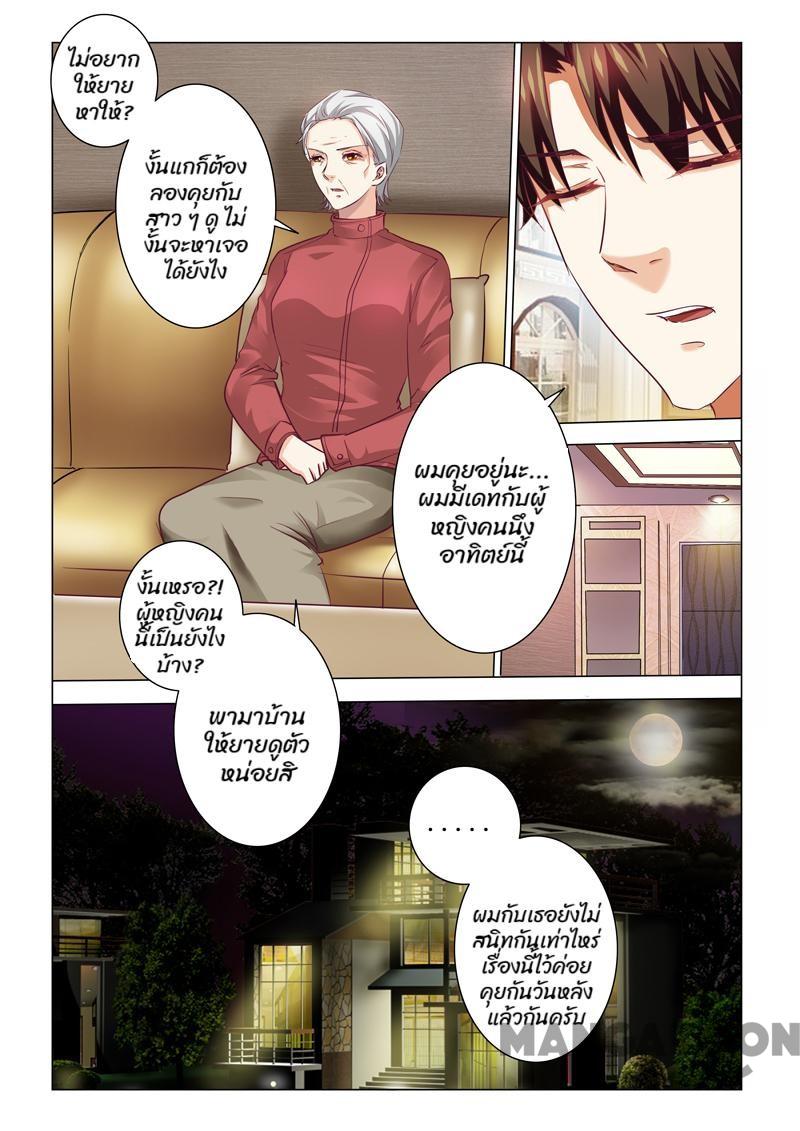 ไม่อยาก
ให้ยาย
หาให้?
งั้นแกก็ต้อง
ลองคุยกับ
สาว ๆ ดู ไม่
งั้นจะหาเจอ
ได้ยังไง
ผมคุยอยู่นะ...
ผมมีเดทกับผู้
หญิงคนนึง
อาทิตย์นี้
งั้นเหรอ?!
ผู้หญิงคน
นี้เป็นยังไง
บ้าง?
พามาบ้าน
ให้ยายดูตัว
หน่อยสิ
.....
ผมกับเธอยังไม่
สนิทกันเท่าไหร่
เรื่องนี้ไว้ค่อย
คุยกันวันหลัง
แล้วกันครับ